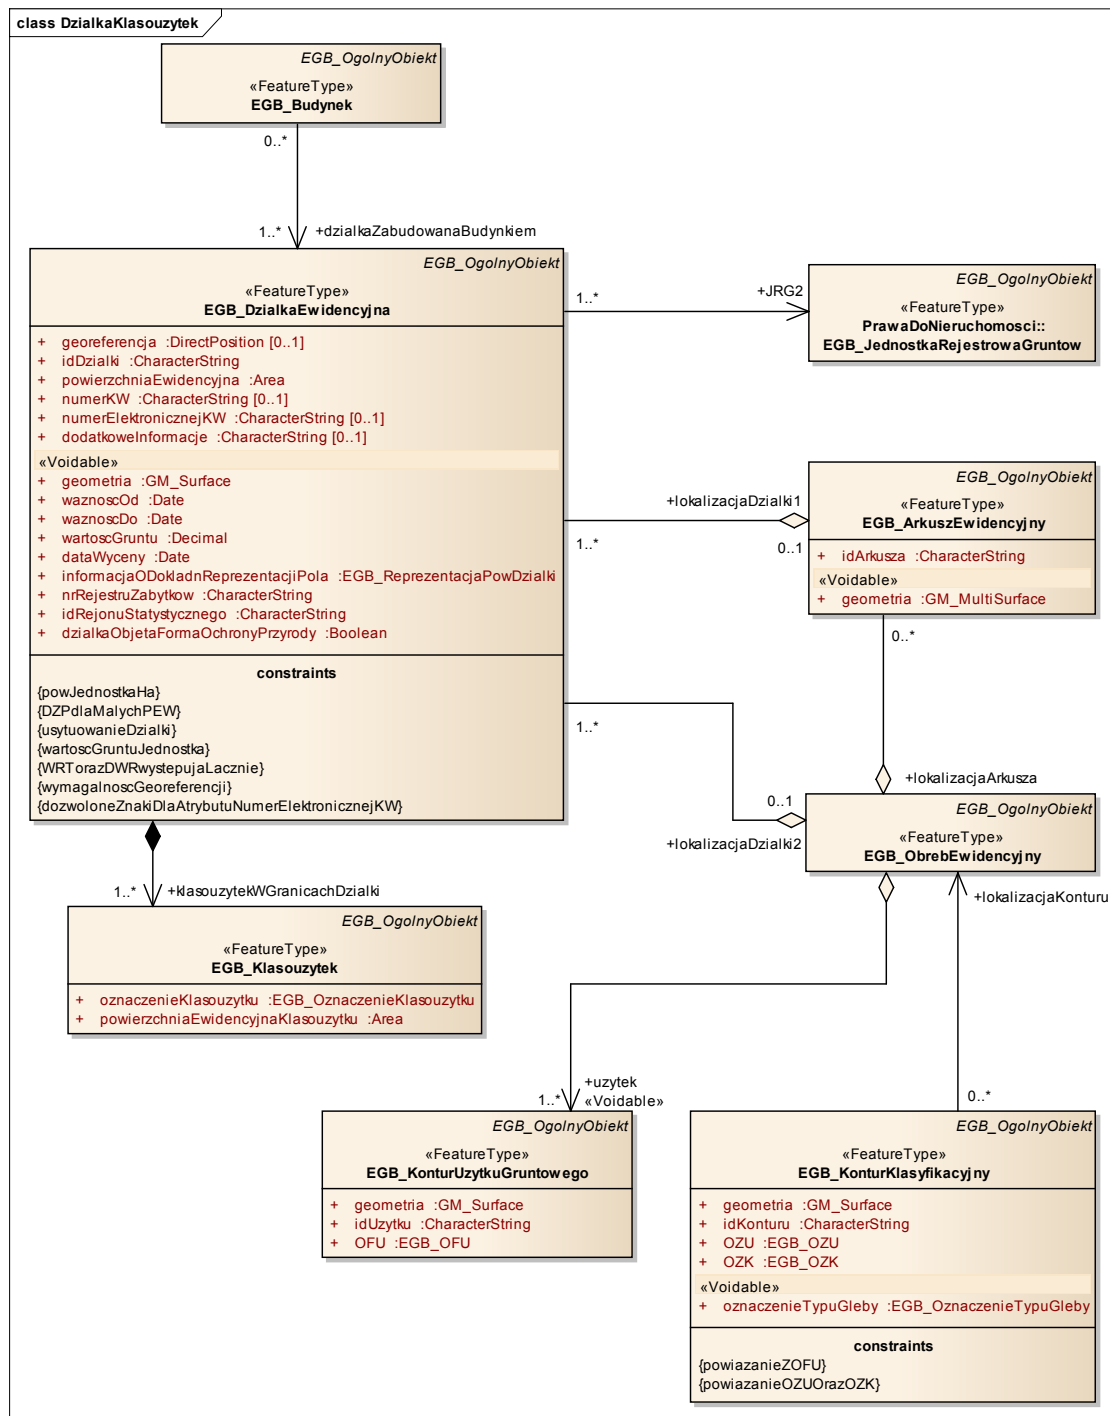 class DzialkaKlasouzytek
EGB_OgolnyObiekt
«FeatureType»
EGB_Budynek
0..*
1..*
+dzialkaZabudowanaBudynkiem
EGB_OgolnyObiekt
«FeatureType»
EGB_DzialkaEwidencyjna
+ georeferencja :DirectPosition [0..1]
+ idDzialki :CharacterString
+ powierzchniaEwidencyjna :Area
+ numerKW :CharacterString [0..1]
+ numerElektronicznejKW :CharacterString [0..1]
+ dodatkoweInformacje :CharacterString [0..1]
«Voidable»
+ geometria :GM_Surface
+ waznoscOd :Date
+ waznoscDo :Date
+ wartoscGruntu :Decimal
+ dataWyceny :Date
+ informacjaODokladnReprezentacjiPola :EGB_ReprezentacjaPowDzialki
+ nrRejestruZabytkow :CharacterString
+ idRejonuStatystycznego :CharacterString
+ dzialkaObjetaFormaOchronyPrzyrody :Boolean
constraints
{powJednostkaHa}
{DZPdlaMalychPEW}
{usytuowanieDzialki}
{wartoscGruntuJednostka}
{WRTorazDWRwystepujaLacznie}
{wymagalnoscGeoreferencji}
{dozwoloneZnakiDlaAtrybutuNumerElektronicznejKW}
1..*
+JRG2
EGB_OgolnyObiekt
«FeatureType»
PrawaDoNieruchomosci::
EGB_JednostkaRejestrowaGruntow
+lokalizacjaDzialki1
1..*
0..1
EGB_OgolnyObiekt
«FeatureType»
EGB_ArkuszEwidencyjny
+ idArkusza :CharacterString
«Voidable»
+ geometria :GM_MultiSurface
0..*
+lokalizacjaArkusza
1..*
0..1
+lokalizacjaDzialki2
EGB_OgolnyObiekt
«FeatureType»
EGB_ObrebEwidencyjny
+lokalizacjaKonturu
1..*
+klasouzytekWGranicachDzialki
EGB_OgolnyObiekt
«FeatureType»
EGB_Klasouzytek
+ oznaczenieKlasouzytku :EGB_OznaczenieKlasouzytku
+ powierzchniaEwidencyjnaKlasouzytku :Area
+uzytek
1..*
«Voidable»
0..*
EGB_OgolnyObiekt
«FeatureType»
EGB_KonturUzytkuGruntowego
+ geometria :GM_Surface
+ idUzytku :CharacterString
+ OFU :EGB_OFU
EGB_OgolnyObiekt
«FeatureType»
EGB_KonturKlasyfikacyjny
+ geometria :GM_Surface
+ idKonturu :CharacterString
+ OZU :EGB_OZU
+ OZK :EGB_OZK
«Voidable»
+ oznaczenieTypuGleby :EGB_OznaczenieTypuGleby
constraints
{powiazanieZOFU}
{powiazanieOZUOrazOZK}